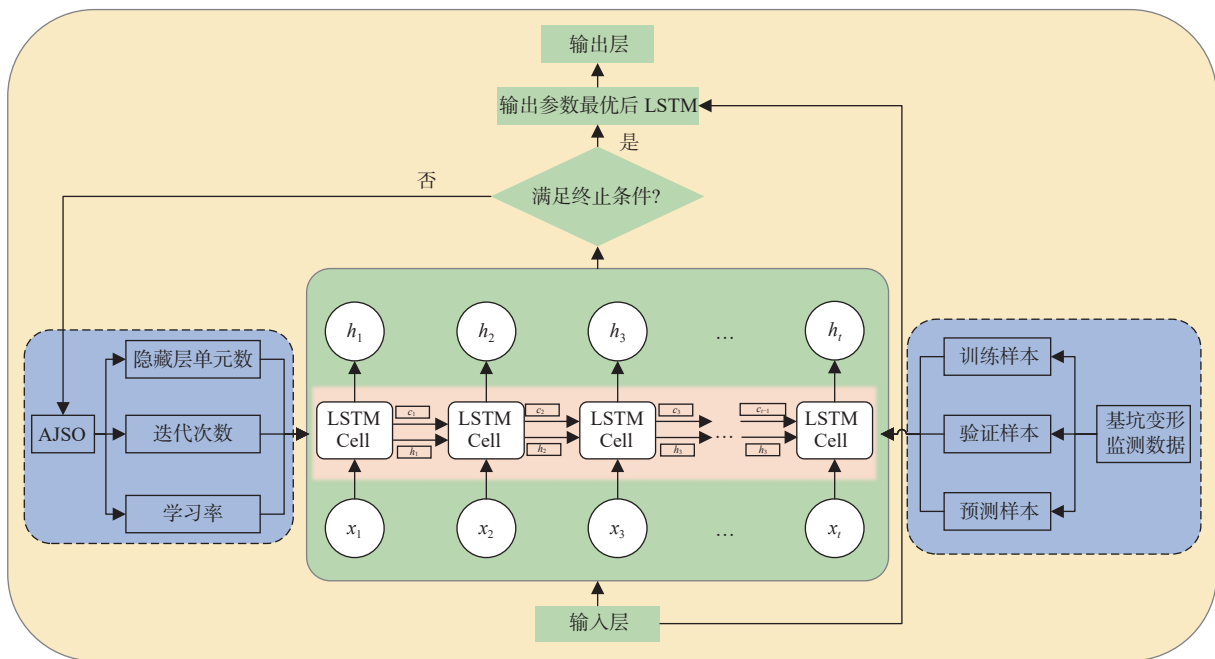 输出层
输出参数最优后 LSTM
是
否
满足终止条件?
h1
h2
h3
…
ht
隐藏层单元数
训练样本
AJSO
迭代次数
LSTM
Cell
c1
h1
LSTM
Cell
c2
h2
LSTM
Cell
c3
h3
…
…
ct−1
h3
LSTM
Cell
验证样本
基坑变形
监测数据
学习率
预测样本
x1
x2
x3
…
xt
输入层